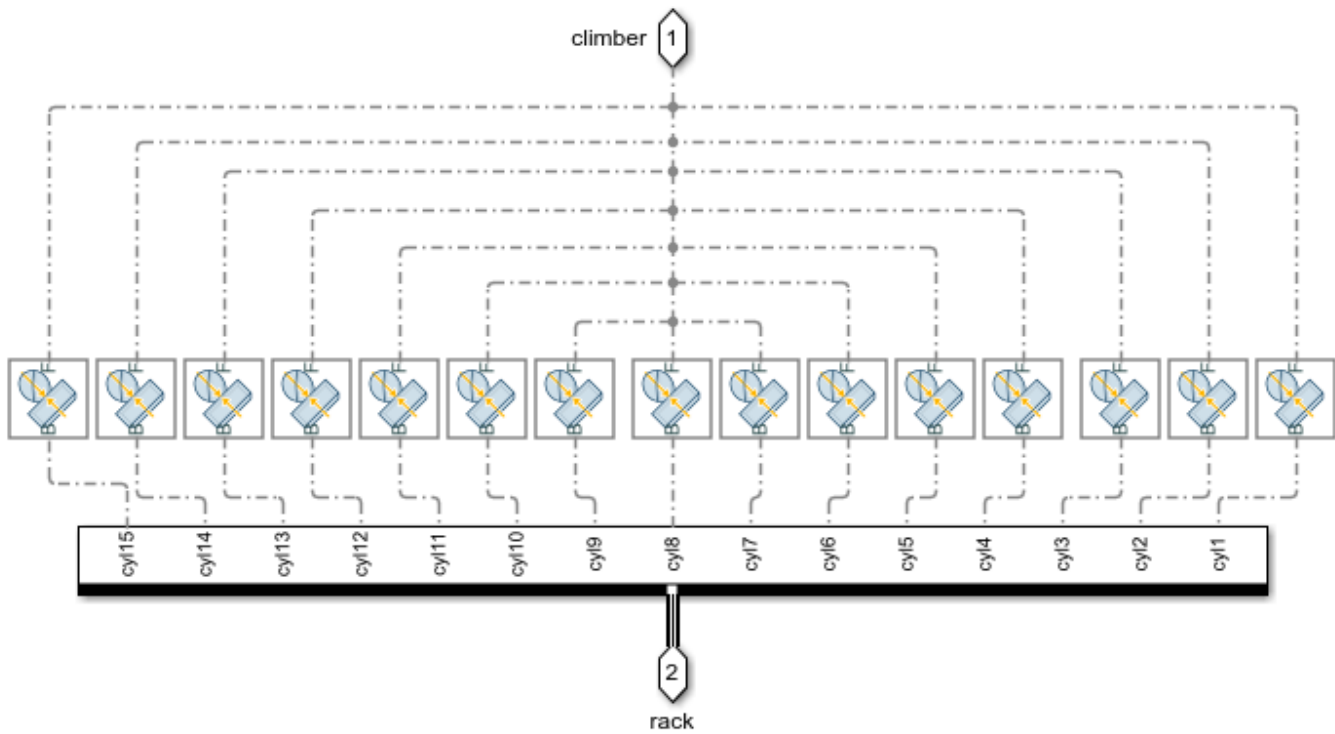 climber 1
F F F F F F F F F F F F F F F
B B B B B B B B B B B B B B B
cyl15 cyl14 cyl13 cyl12 cyl11 cyl10 cyl9 cyl8 cyl7 cyl6 cyl5 cyl4 cyl3 cyl2 cyl1
2
rack